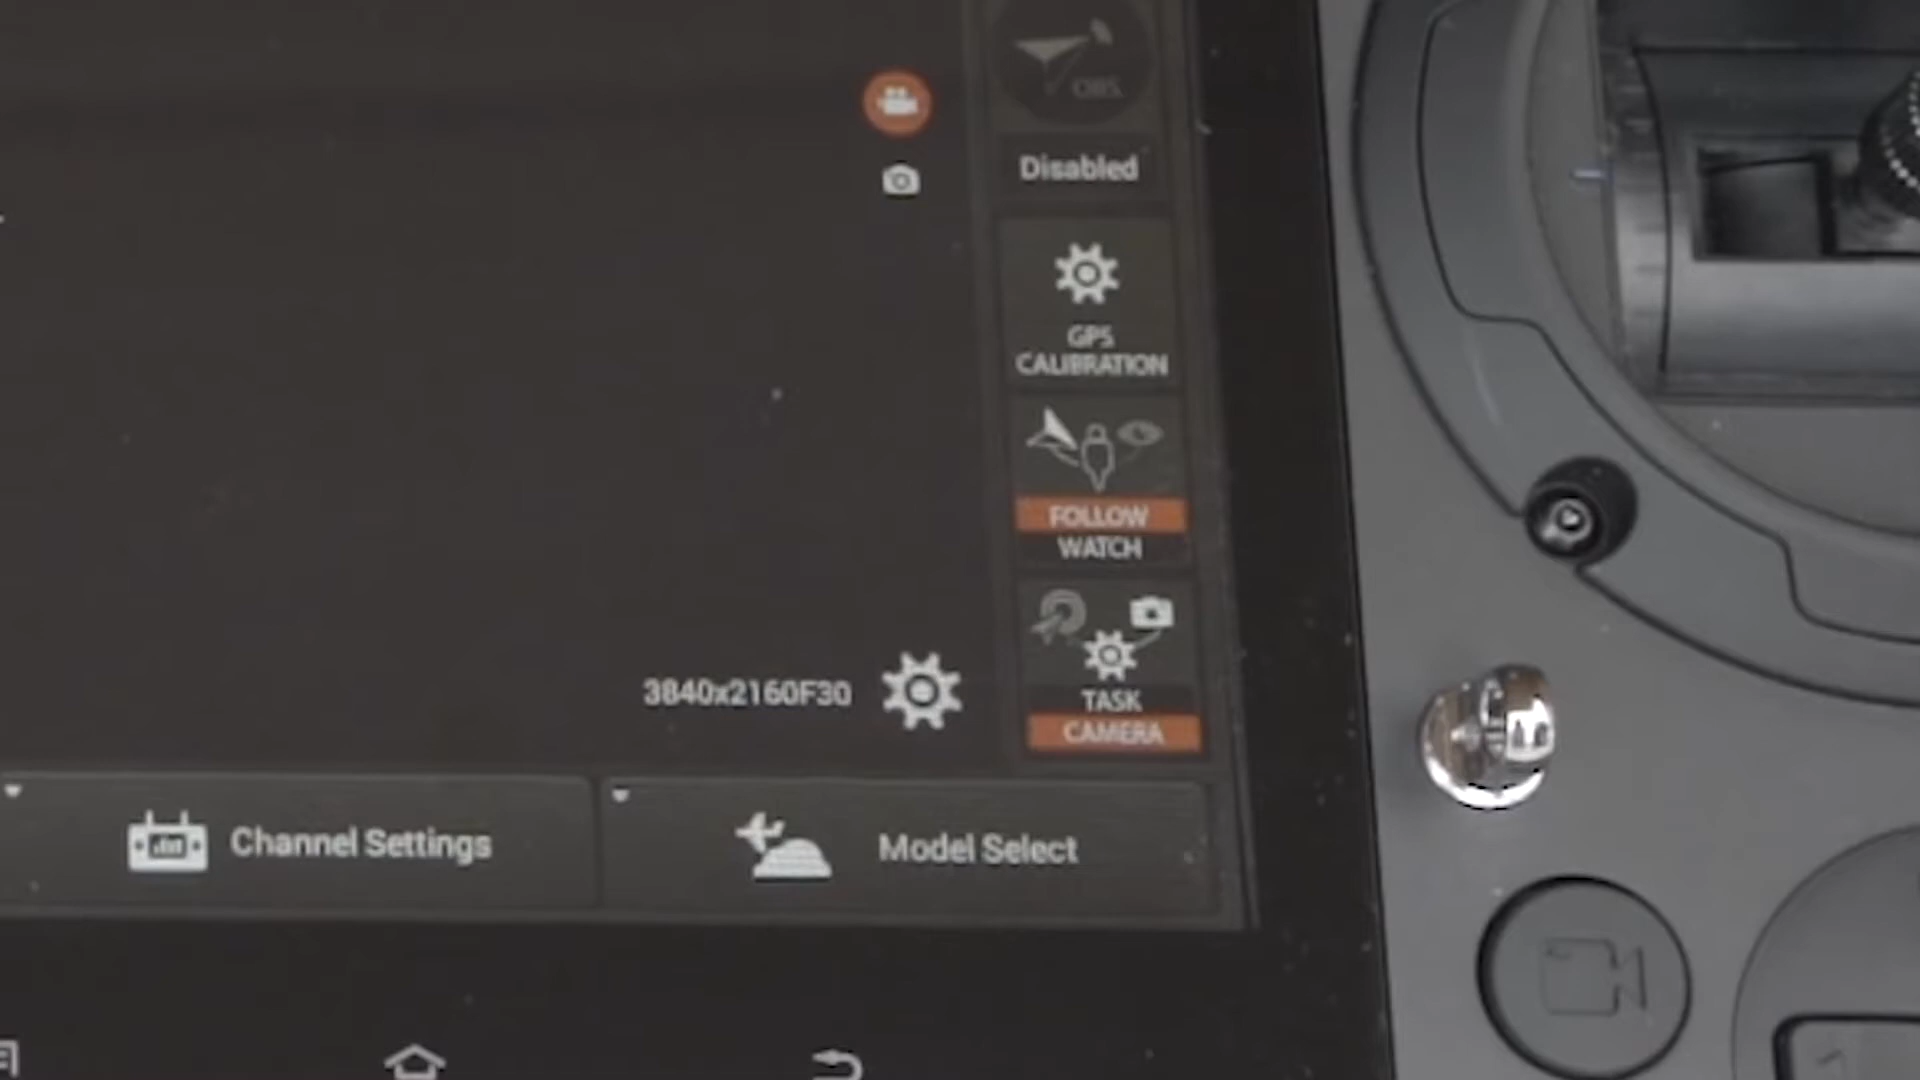 OBS
Disabled
GPS
CALIBRATION
FOLLOW
WATCH
3840x2160F30
TASK
CAMERA
Channel Settings
Model Select